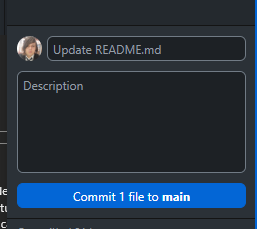 Update README.md
Description
Commit 1 file to main